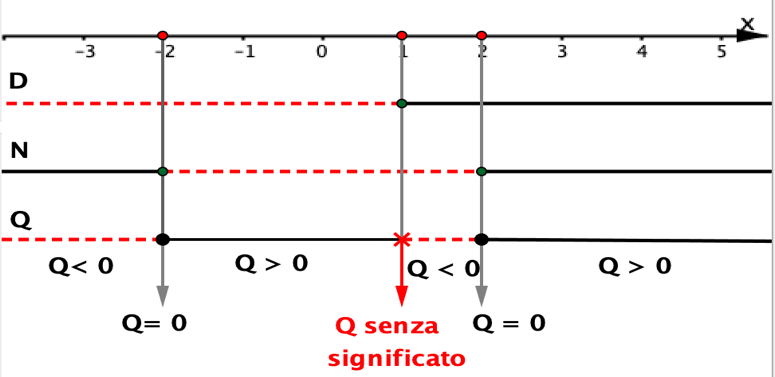 x
-3 -2 -1 0 1 2 3 4 5
D
N
Q
Q< 0 Q > 0 Q < 0 Q > 0
Q= 0 Q senza Q = 0
significato